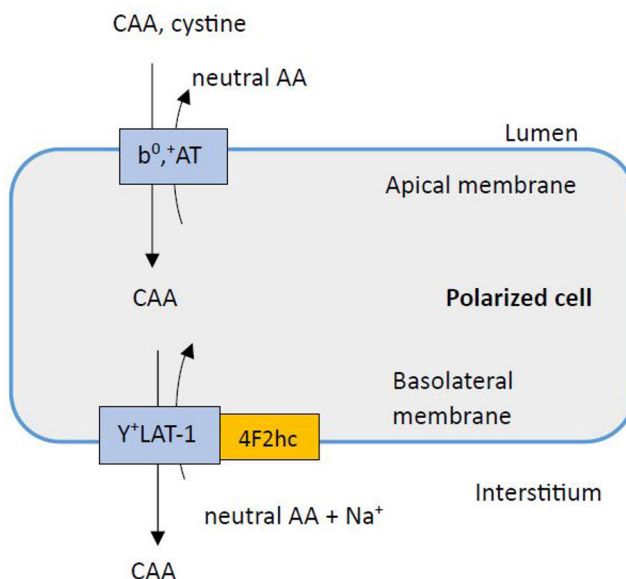 CAA, cystine
neutral AA
Lumen
b⁰,⁺AT
Apical membrane
CAA
Polarized cell
Basolateral
membrane
Y⁺LAT-1
4F2hc
Interstitium
neutral AA + Na⁺
CAA